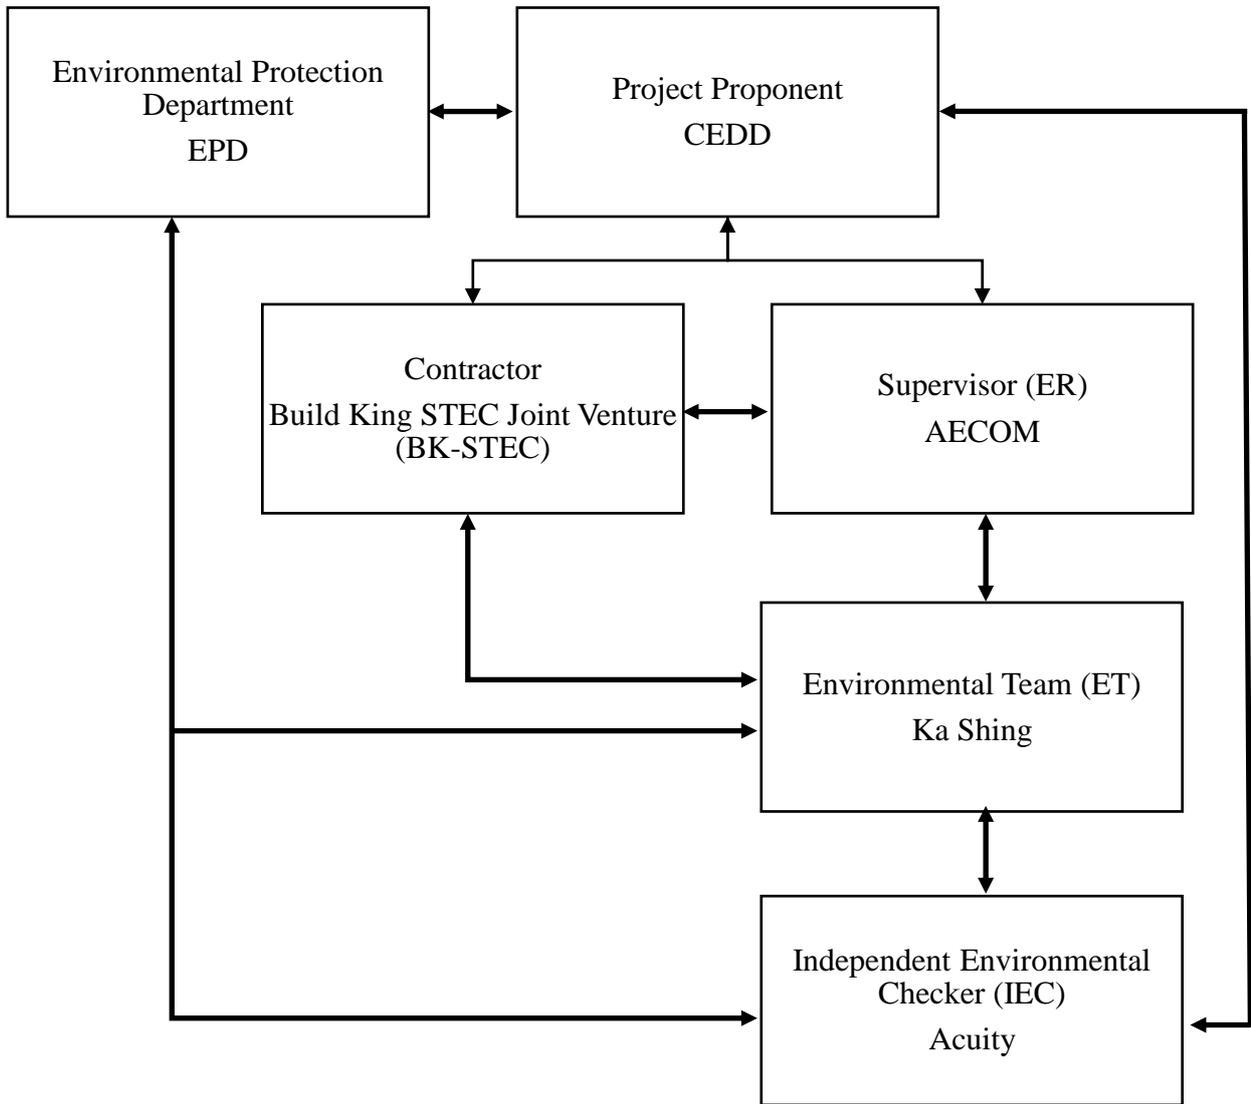 Environmental Protection
Department
EPD
Project Proponent
CEDD
Contractor
Build King STEC Joint Venture
(BK-STEC)
Supervisor (ER)
AECOM
Environmental Team (ET)
Ka Shing
Independent Environmental
Checker (IEC)
Acuity